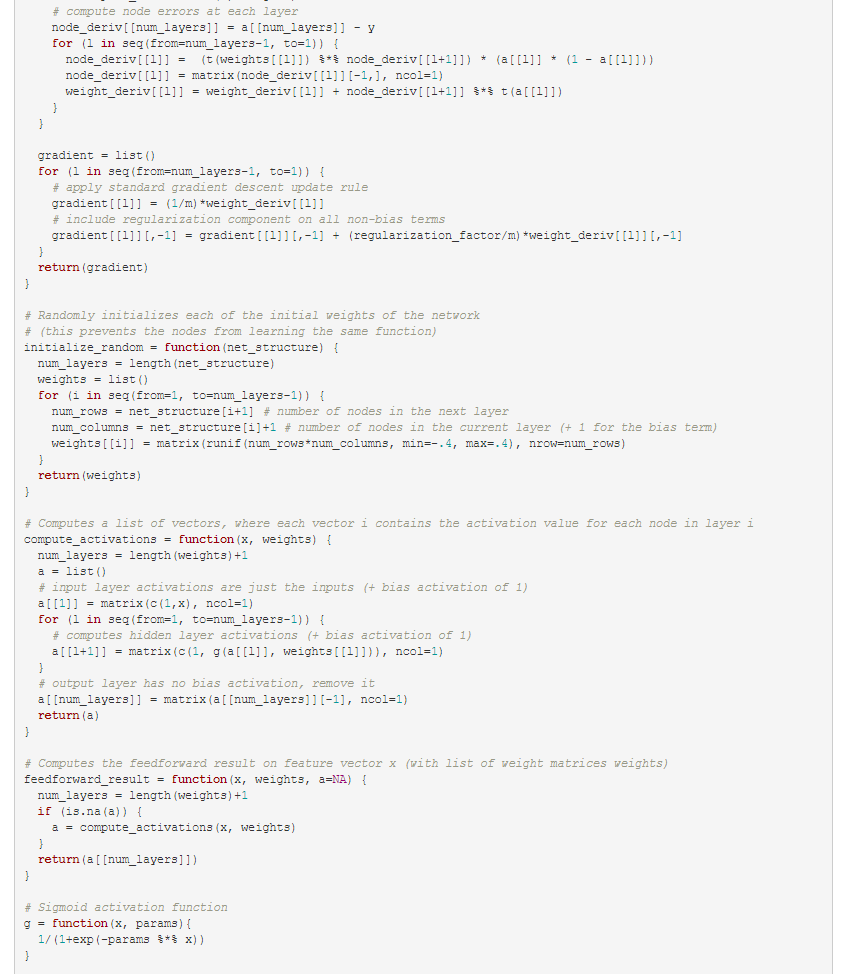 # compute node errors at each layer
node_deriv[[num_layers]] = a[[num_layers]] - y
for (l in seq(from=num_layers-1, to=1)) {
node_deriv[[l]] =  (t(weights[[l]]) %*% node_deriv[[l+1]]) * (a[[l]] * (1 - a[[l]]))
node_deriv[[l]] = matrix(node_deriv[[l]][-1,], ncol=1)
weight_deriv[[l]] = weight_deriv[[l]] + node_deriv[[l+1]] %*% t(a[[l]])
}
}
gradient = list()
for (l in seq(from=num_layers-1, to=1)) {
# apply standard gradient descent update rule
gradient[[l]] = (1/m)*weight_deriv[[l]]
# include regularization component on all non-bias terms
gradient[[l]][,-1] = gradient[[l]][,-1] + (regularization_factor/m)*weight_deriv[[l]][,-1]
}
return(gradient)
}
# Randomly initializes each of the initial weights of the network
# (this prevents the nodes from learning the same function)
initialize_random = function(net_structure) {
num_layers = length(net_structure)
weights = list()
for (i in seq(from=1, to=num_layers-1)) {
num_rows = net_structure[i+1] # number of nodes in the next layer
num_columns = net_structure[i]+1 # number of nodes in the current layer (+ 1 for the bias term)
weights[[i]] = matrix(runif(num_rows*num_columns, min=-.4, max=.4), nrow=num_rows)
}
return(weights)
}
# Computes a list of vectors, where each vector i contains the activation value for each node in layer i
compute_activations = function(x, weights) {
num_layers = length(weights)+1
a = list()
# input layer activations are just the inputs (+ bias activation of 1)
a[[1]] = matrix(c(1,x), ncol=1)
for (l in seq(from=1, to=num_layers-1)) {
# computes hidden layer activations (+ bias activation of 1)
a[[l+1]] = matrix(c(1, g(a[[l]], weights[[l]])), ncol=1)
}
# output layer has no bias activation, remove it
a[[num_layers]] = matrix(a[[num_layers]][-1], ncol=1)
return(a)
}
# Computes the feedforward result on feature vector x (with list of weight matrices weights)
feedforward_result = function(x, weights, a=NA) {
num_layers = length(weights)+1
if (is.na(a)) {
a = compute_activations(x, weights)
}
return(a[[num_layers]])
}
# Sigmoid activation function
g = function(x, params){
1/(1+exp(-params %*% x))
}